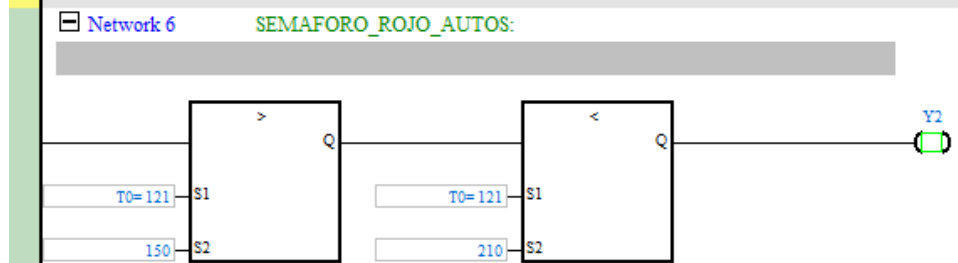 Network 6 SEMAFORO_ROJO_AUTOS:
> < Y2
Q Q
T0= 121 S1 T0= 121 S1
150 S2 210 S2